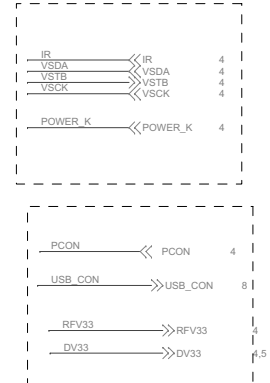 IR IR 4
VSDA VSDA 4
VSTB VSTB 4
VSCK VSCK 4
POWER_K POWER_K 4
PCON PCON 4
USB_CON USB_CON 8
RFV33 RFV33 4
DV33 DV33 4,5